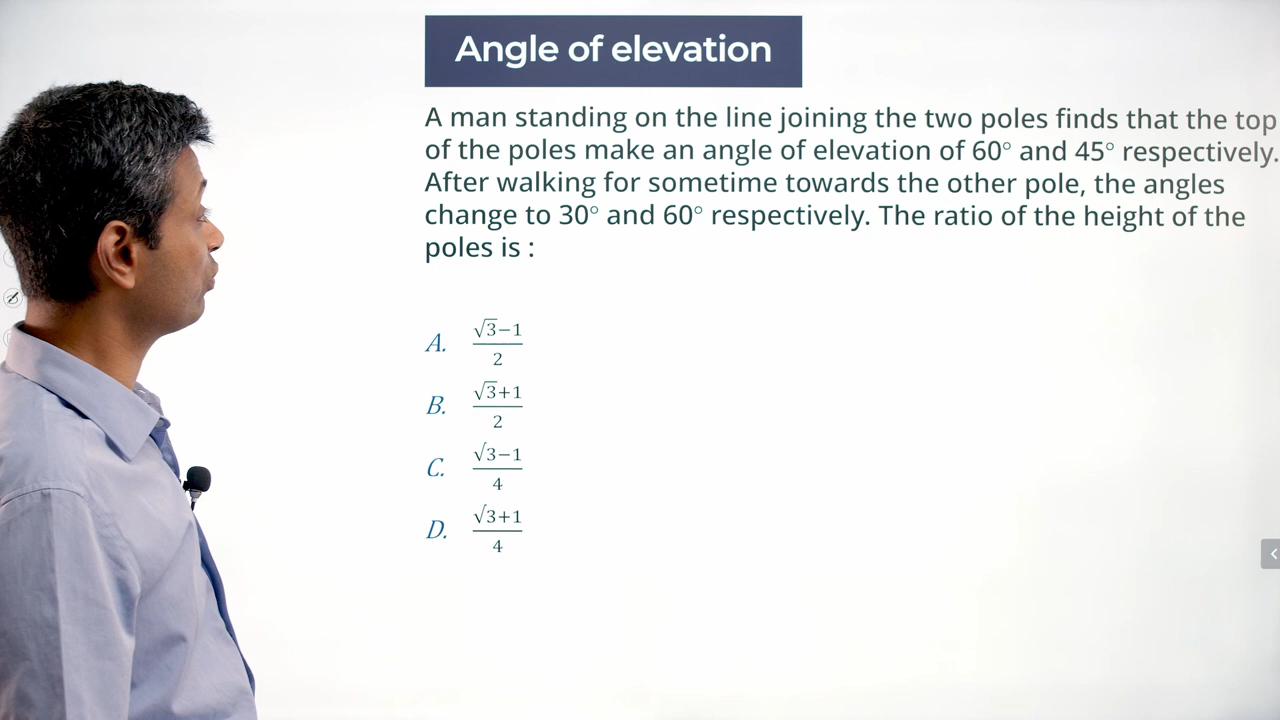 Angle of elevation
A man standing on the line joining the two poles finds that the top
of the poles make an angle of elevation of 60° and 45° respectively.
After walking for sometime towards the other pole, the angles
change to 30° and 60° respectively. The ratio of the height of the
poles is :
A. (√3−1)/2
B. (√3+1)/2
C. (√3−1)/4
D. (√3+1)/4